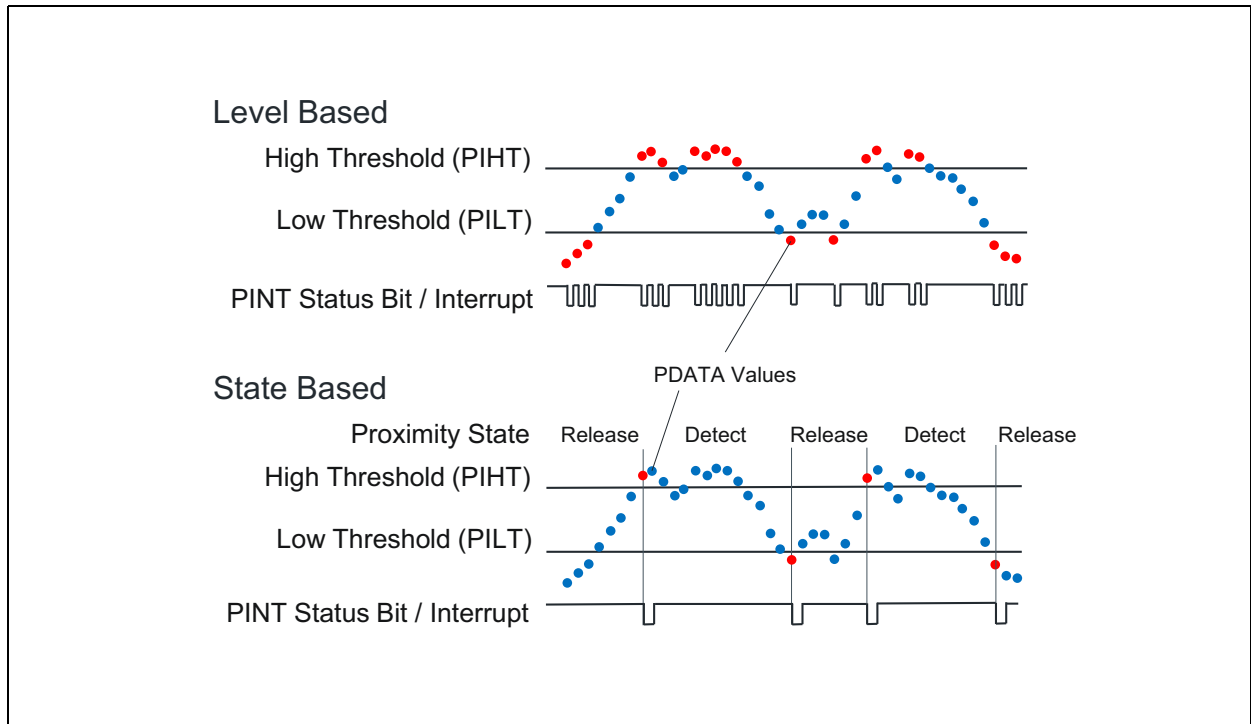 Level Based
High Threshold (PIHT)
Low Threshold (PILT)
PINT Status Bit / Interrupt
PDATA Values
State Based
Proximity State
Release
Detect
Release
Detect
Release
High Threshold (PIHT)
Low Threshold (PILT)
PINT Status Bit / Interrupt